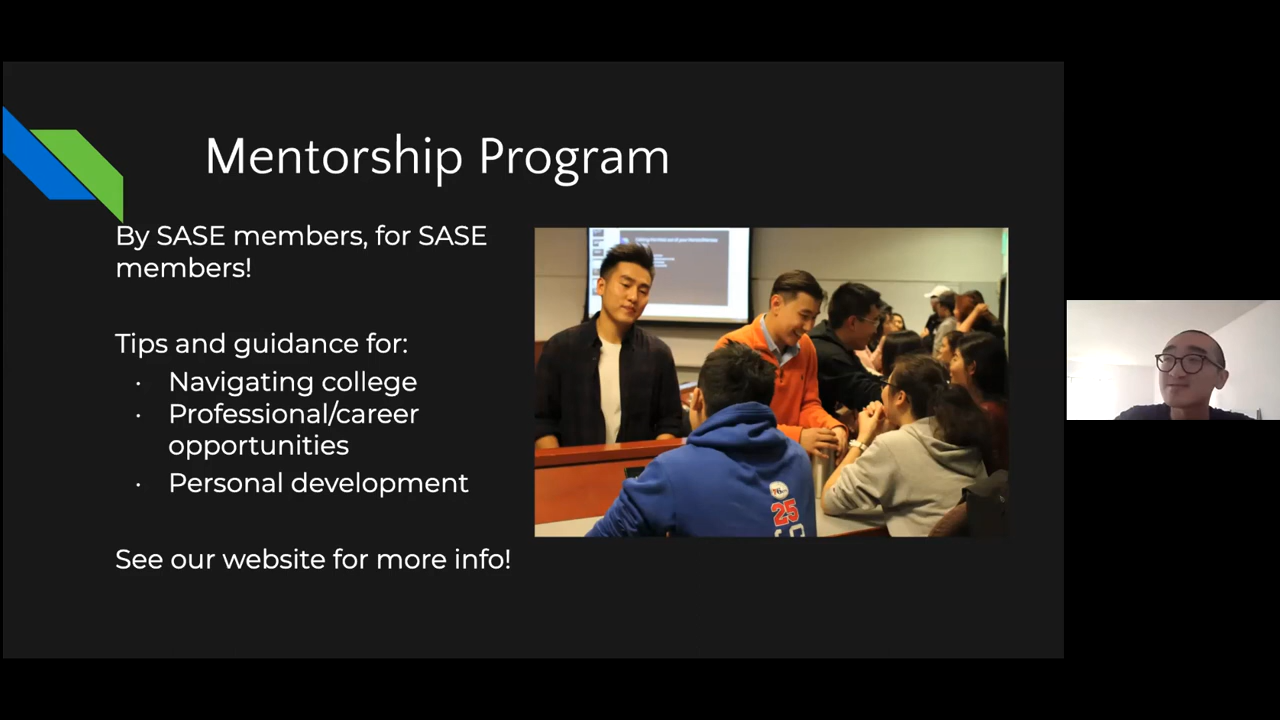 Mentorship Program
By SASE members, for SASE
members!
Tips and guidance for:
· Navigating college
· Professional/career
opportunities
· Personal development
See our website for more info!
25